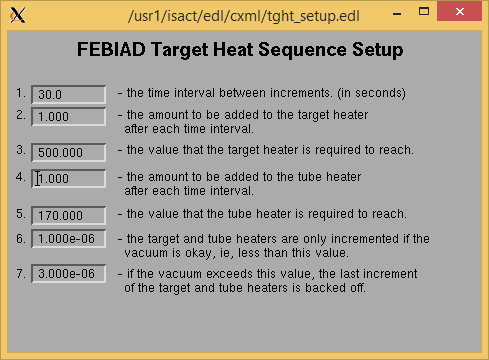 /usr1/isact/edl/cxml/tght_setup.edl
FEBIAD Target Heat Sequence Setup
1. 30.0 - the time interval between increments. (in seconds)
2. 1.000 - the amount to be added to the target heater
after each time interval.
3. 500.000 - the value that the target heater is required to reach.
4. 1.000 - the amount to be added to the tube heater
after each time interval.
5. 170.000 - the value that the tube heater is required to reach.
6. 1.000e-06 - the target and tube heaters are only incremented if the
vacuum is okay, ie, less than this value.
7. 3.000e-06 - if the vacuum exceeds this value, the last increment
of the target and tube heaters is backed off.